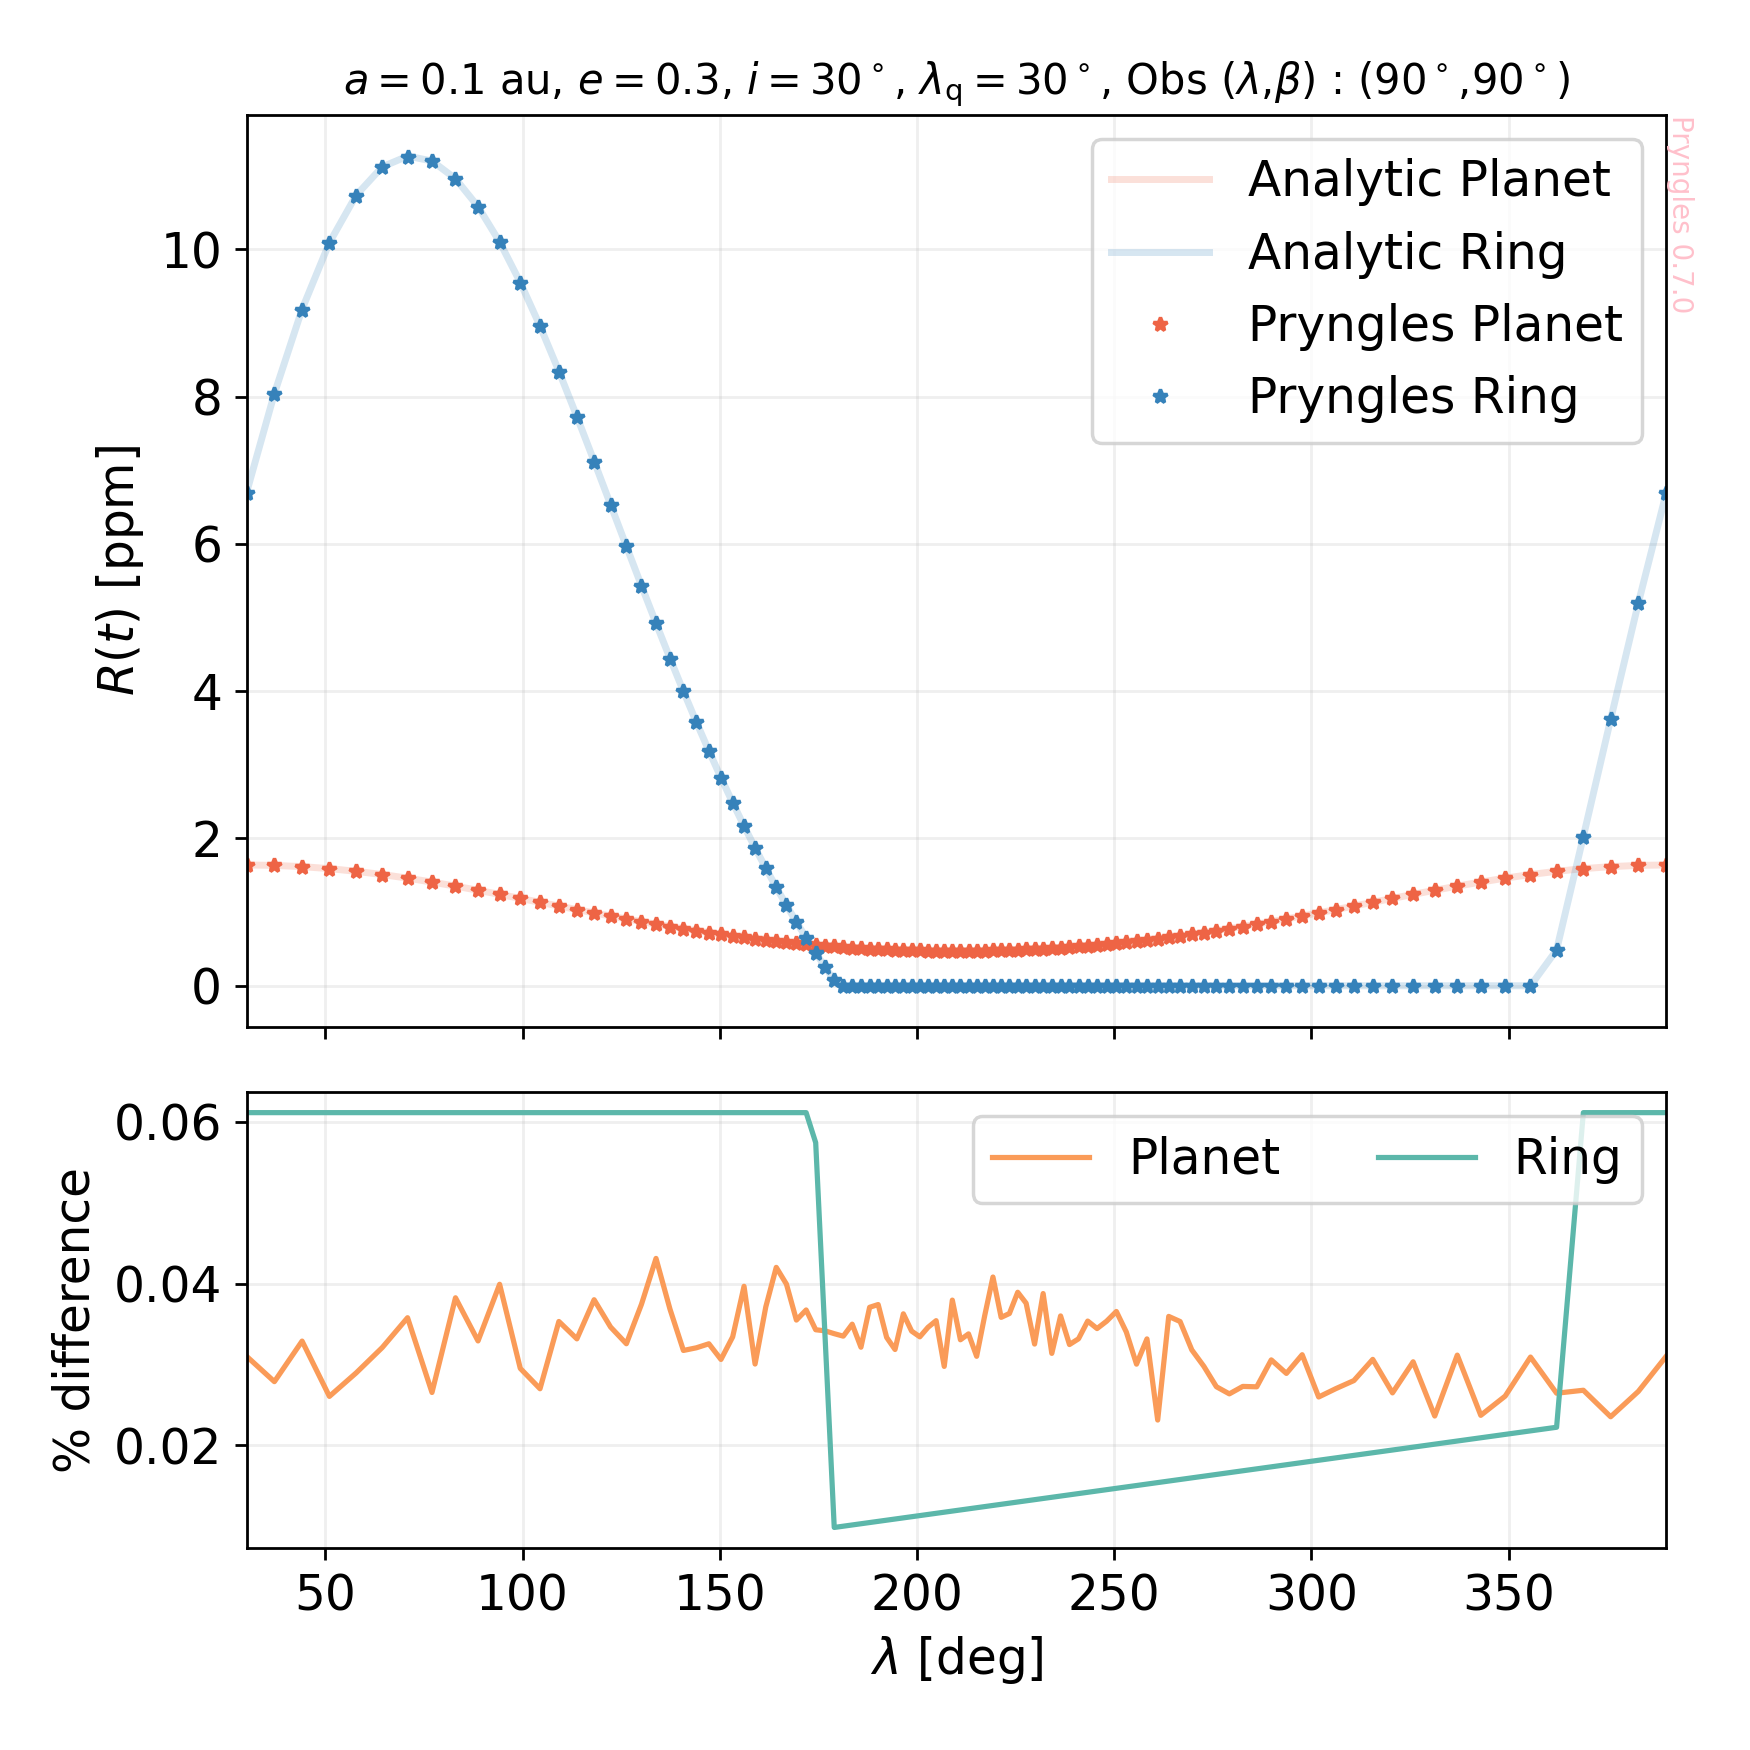 a = 0.1 au, e = 0.3, i = 30°, λq = 30°, Obs (λ,β) : (90°,90°)
Pryngles 0.7.0
Analytic Planet
Analytic Ring
Pryngles Planet
Pryngles Ring
R(t) [ppm]
10
8
6
4
2
0
% difference
0.06
0.04
0.02
Planet
Ring
50 100 150 200 250 300 350
λ [deg]